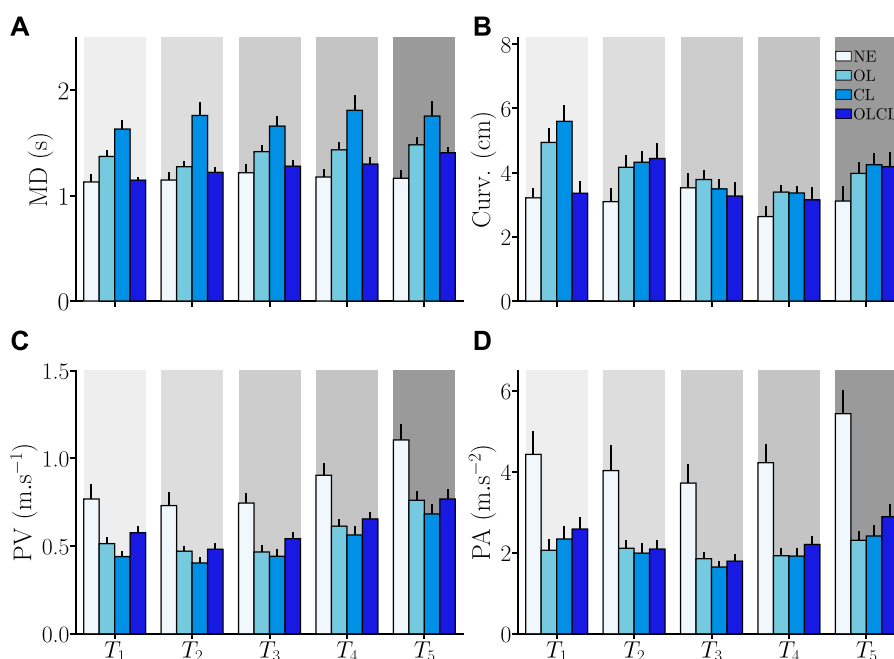 A
B
MD (s)
2
1
0
Curv. (cm)
8
6
4
2
0
NE
OL
CL
OLCL
C
D
PV (m.s⁻¹)
1.5
1.0
0.5
0.0
T₁ T₂ T₃ T₄ T₅
PA (m.s⁻²)
6
4
2
0
T₁ T₂ T₃ T₄ T₅